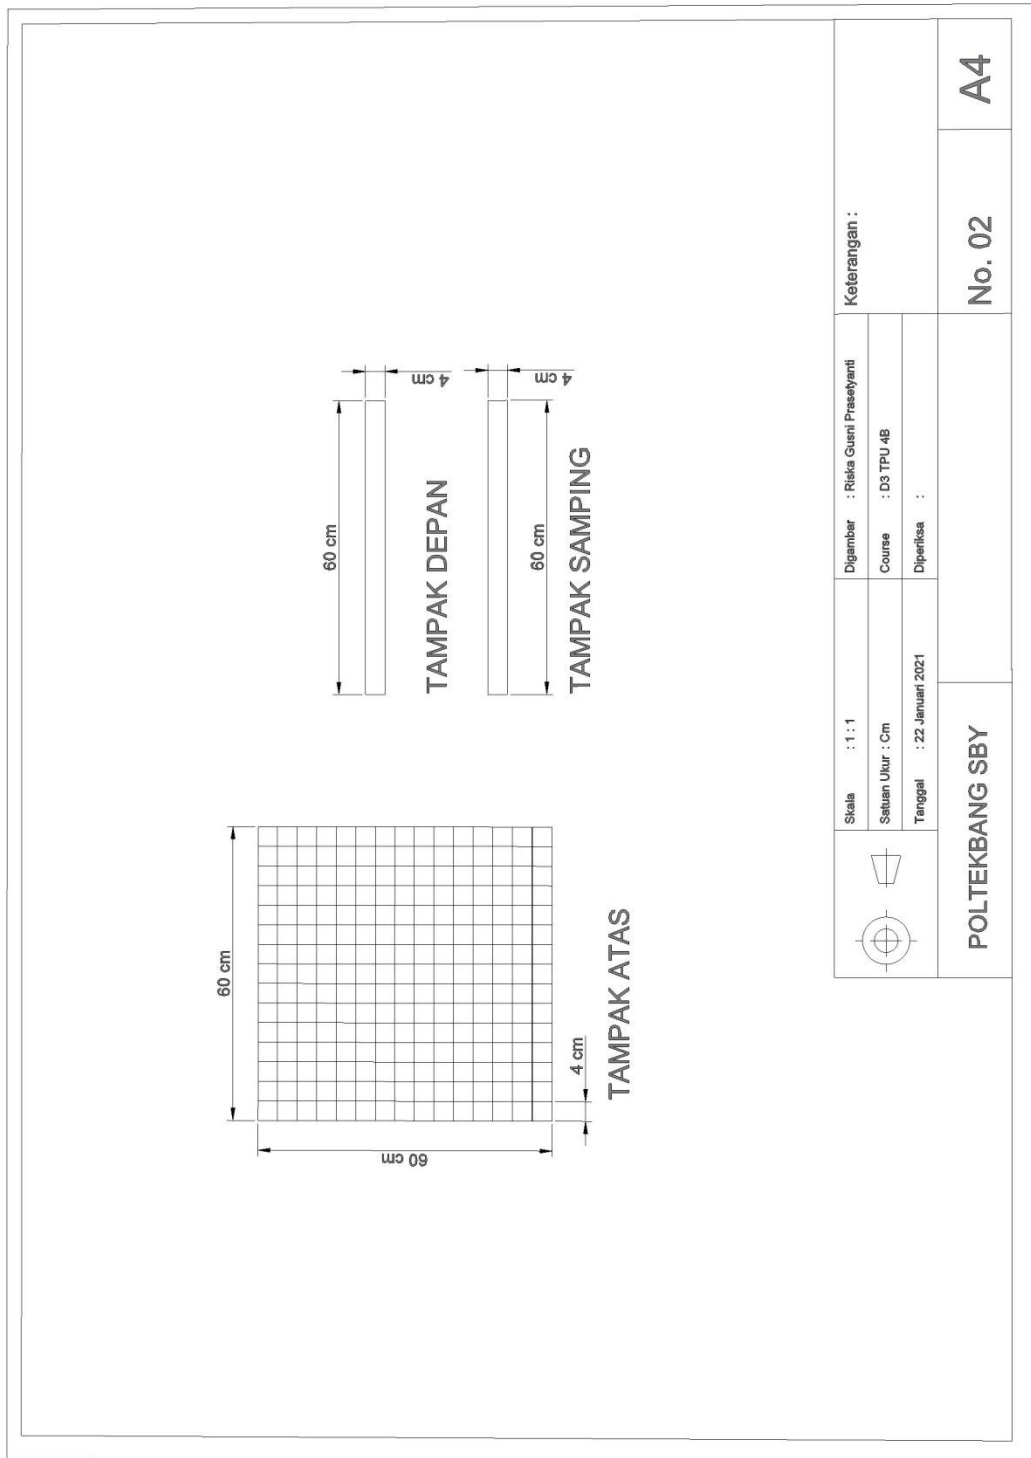 60 cm
60 cm
4 cm
TAMPAK ATAS
60 cm
4 cm
TAMPAK DEPAN
60 cm
4 cm
TAMPAK SAMPING
Skala : 1 : 1
Satuan Ukur : Cm
Tanggal : 22 Januari 2021
Digambar : Riska Gusni Prasetyanti
Course : D3 TPU 4B
Diperiksa :
Keterangan :
POLTEKBANG SBY
No. 02
A4